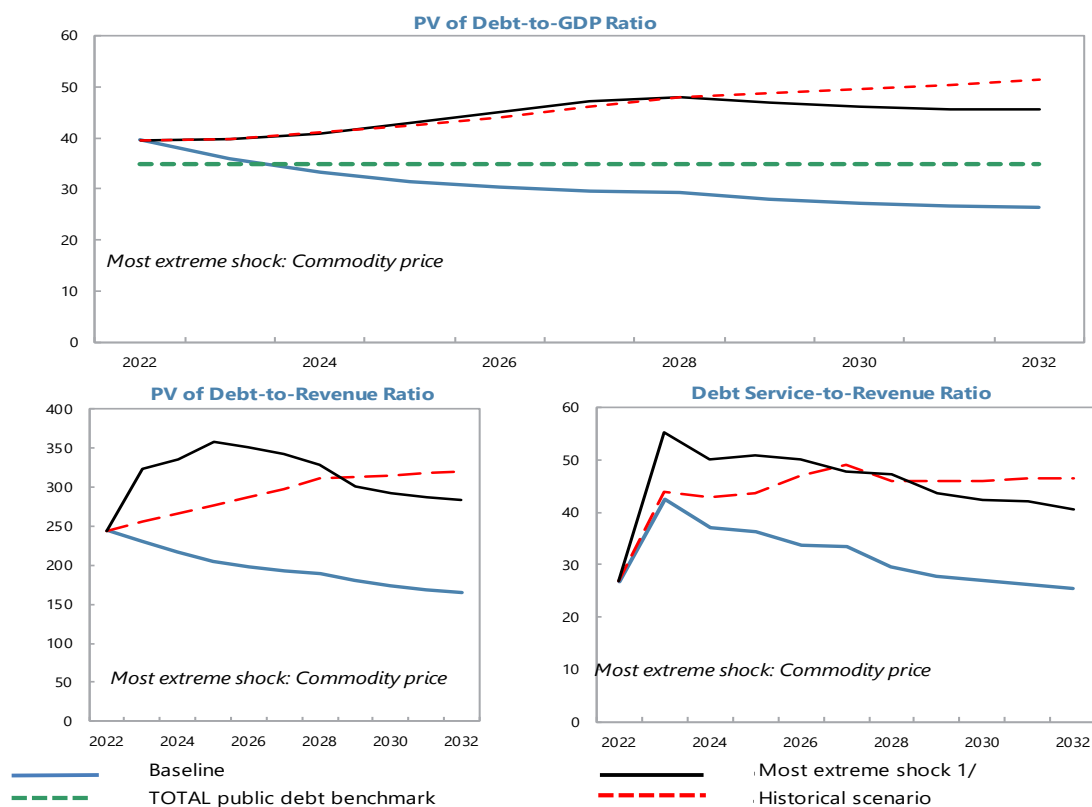 PV of Debt-to-GDP Ratio
60
50
40
30
20
10
0
Most extreme shock: Commodity price
2022 2024 2026 2028 2030 2032
PV of Debt-to-Revenue Ratio
400
350
300
250
200
150
100
50
0
Most extreme shock: Commodity price
2022 2024 2026 2028 2030 2032
Debt Service-to-Revenue Ratio
60
50
40
30
20
10
0
Most extreme shock: Commodity price
2022 2024 2026 2028 2030 2032
Baseline
Most extreme shock 1/
TOTAL public debt benchmark
Historical scenario